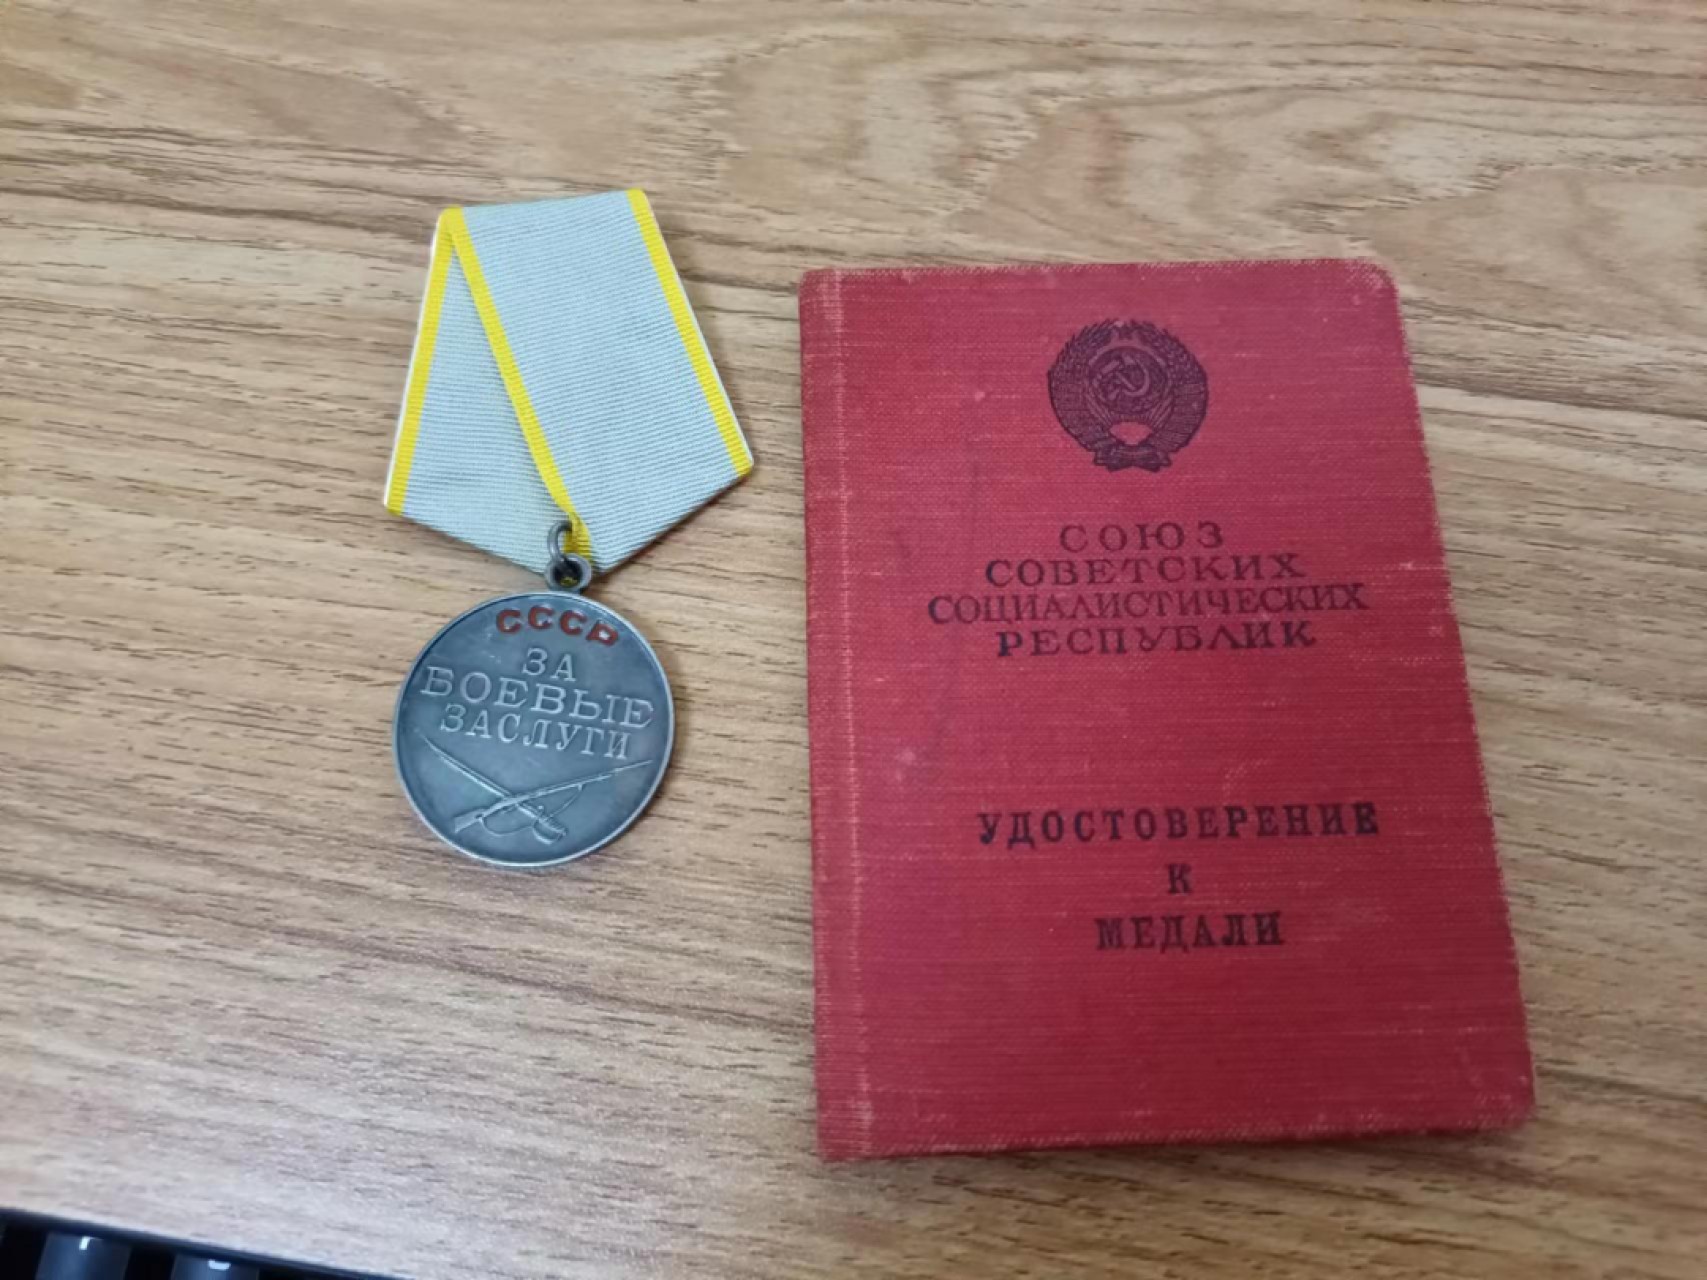 СССР
ЗА
БОЕВЫЕ
ЗАСЛУГИ
СОЮЗ
СОВЕТСКИХ
СОЦИАЛИСТИЧЕСКИХ
РЕСПУБЛИК
УДОСТОВЕРЕНИЕ
К
МЕДАЛИ